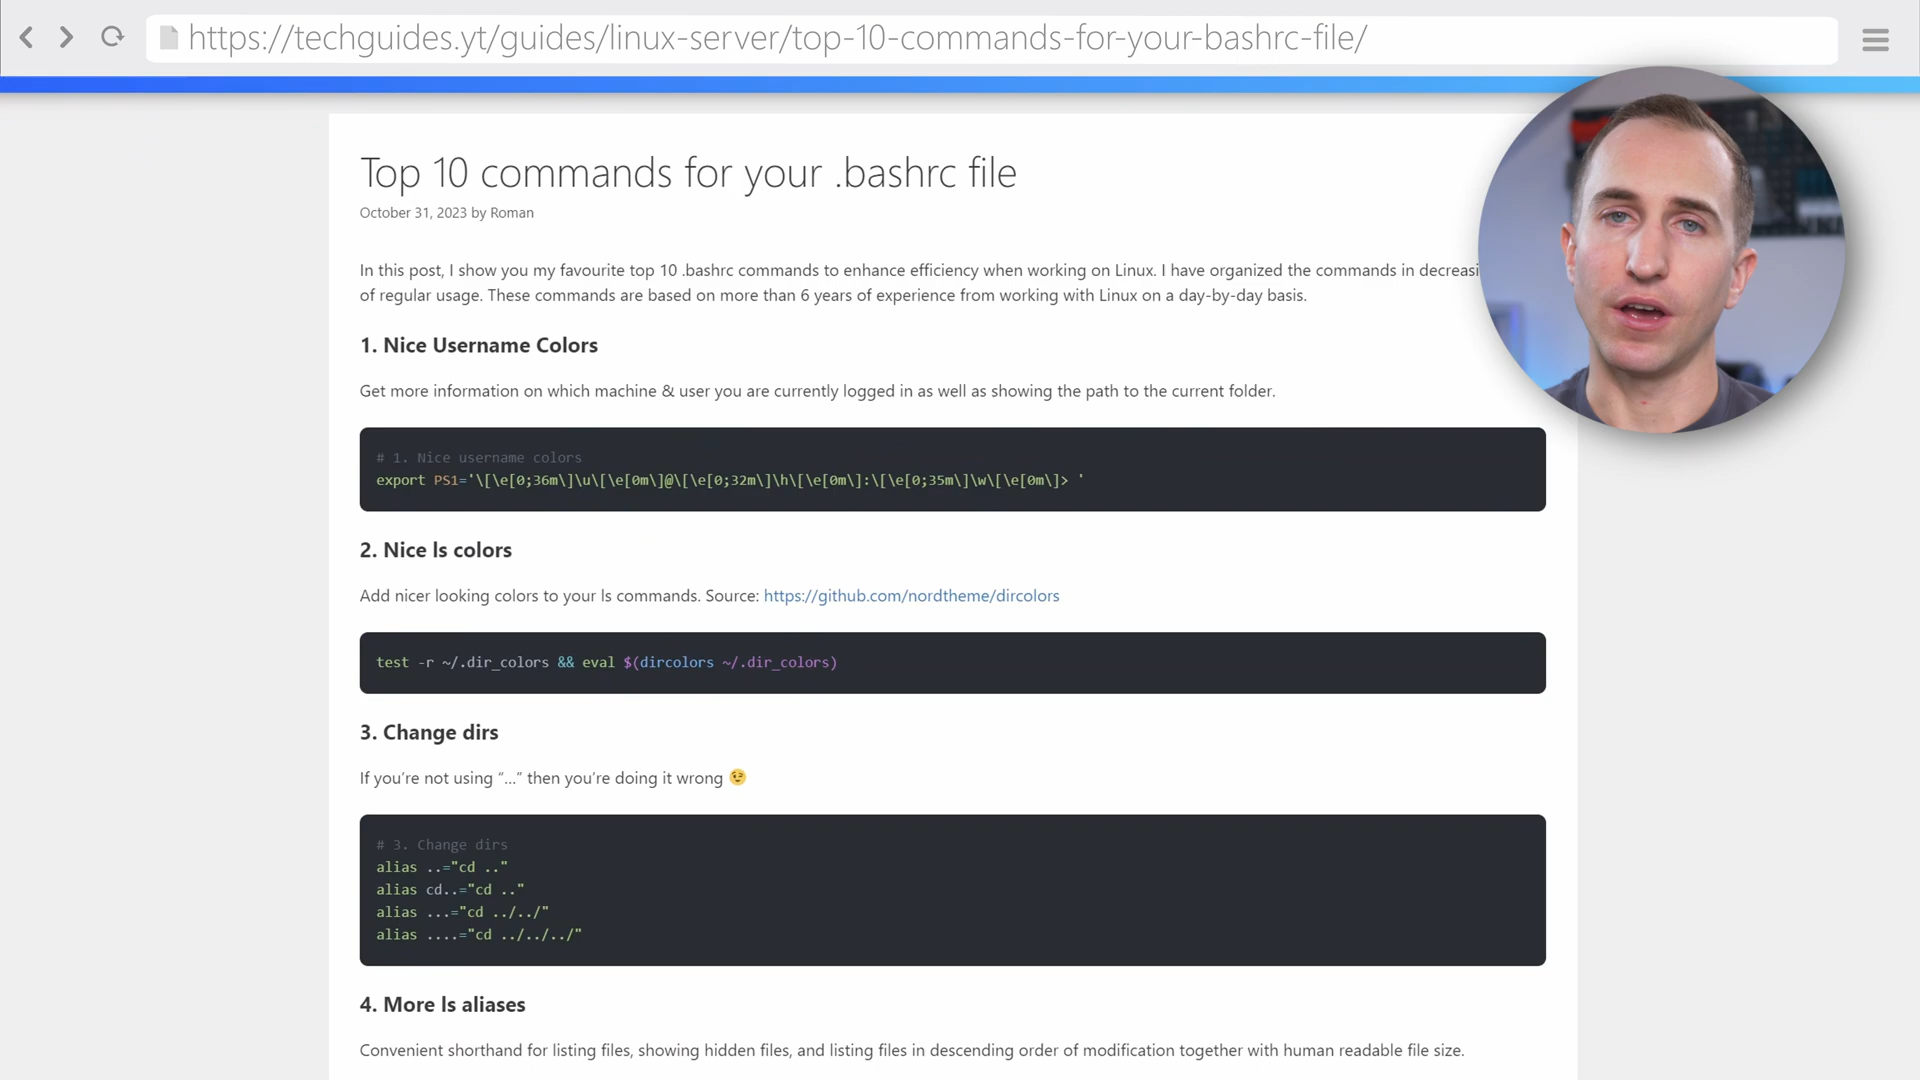 https://techguides.yt/guides/linux-server/top-10-commands-for-your-bashrc-file/
Top 10 commands for your .bashrc file
October 31, 2023 by Roman
In this post, I show you my favourite top 10 .bashrc commands to enhance efficiency when working on Linux. I have organized the commands in decreasi
of regular usage. These commands are based on more than 6 years of experience from working with Linux on a day-by-day basis.
1. Nice Username Colors
Get more information on which machine & user you are currently logged in as well as showing the path to the current folder.
# 1. Nice username colors
export PS1='\[\e[0;36m\]\u\[\e[0m\]@\[\e[0;32m\]\h\[\e[0m\]:\[\e[0;35m\]\w\[\e[0m\]> '
2. Nice ls colors
Add nicer looking colors to your ls commands. Source: https://github.com/nordtheme/dircolors
test -r ~/.dir_colors && eval $(dircolors ~/.dir_colors)
3. Change dirs
If you're not using “…” then you're doing it wrong 😉
# 3. Change dirs
alias ..="cd .."
alias cd..="cd .."
alias ...="cd ../../"
alias ....="cd ../../../"
4. More ls aliases
Convenient shorthand for listing files, showing hidden files, and listing files in descending order of modification together with human readable file size.